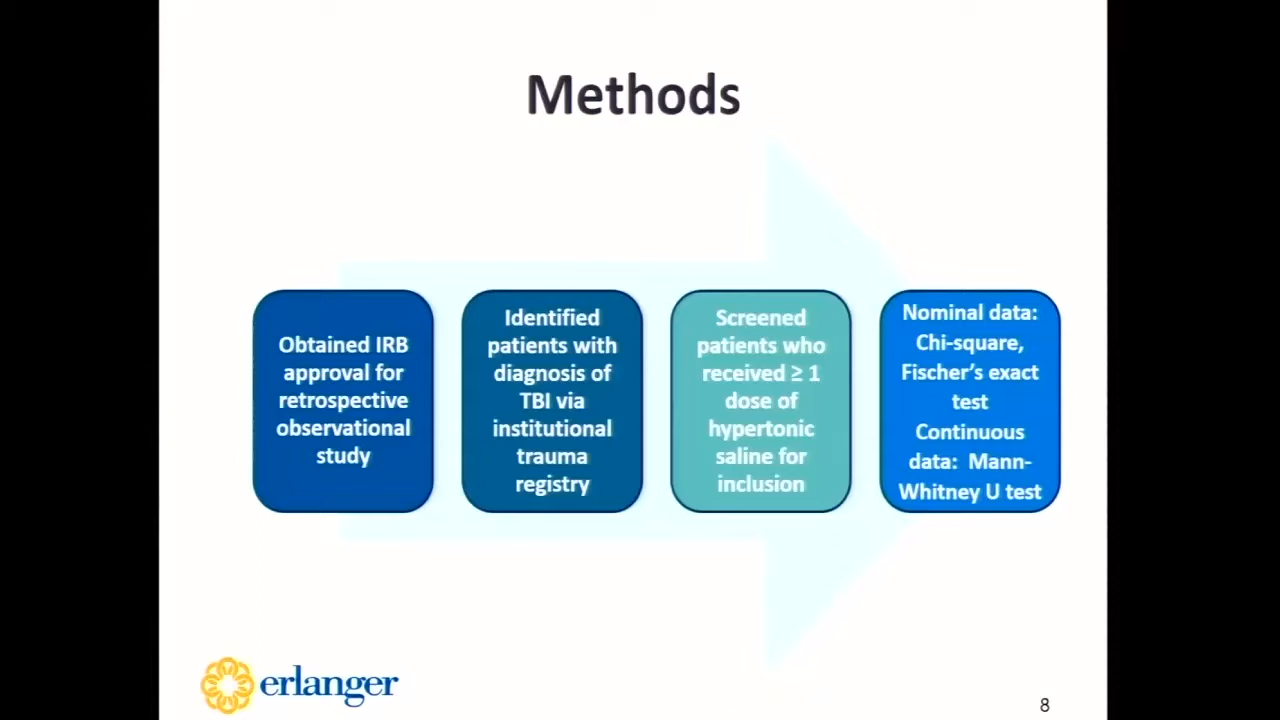 Methods
Obtained IRB
approval for
retrospective
observational
study
Identified
patients with
diagnosis of
TBI via
institutional
trauma
registry
Screened
patients who
received ≥ 1
dose of
hypertonic
saline for
inclusion
Nominal data:
Chi-square,
Fischer's exact
test
Continuous
data: Mann-
Whitney U test
erlanger
8